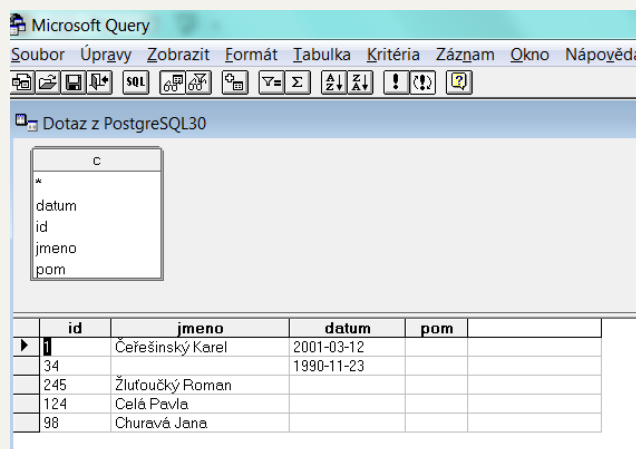 Microsoft Query
Soubor Úpravy Zobrazit Formát Tabulka Kritéria Záznam Okno Nápověda
SQL
Dotaz z PostgreSQL30
c
*
datum
id
jmeno
pom
id jmeno datum pom
1 Čeřešinský Karel 2001-03-12
34 1990-11-23
245 Žluťoučký Roman
124 Celá Pavla
98 Churavá Jana